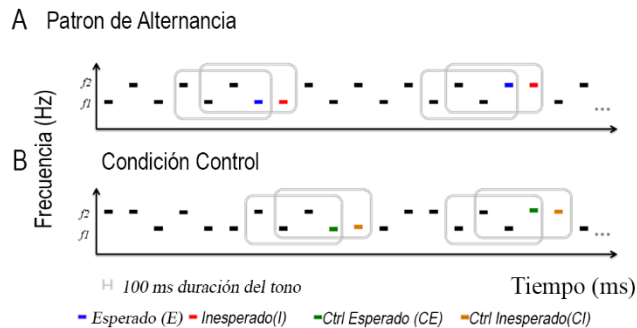 A Patron de Alternancia
f2
f1
...
B Condición Control
f2
f1
...
Frecuencia (Hz)
100 ms duración del tono
Tiempo (ms)
Esperado (E) Inesperado(I) Ctrl Esperado (CE) Ctrl Inesperado(CI)